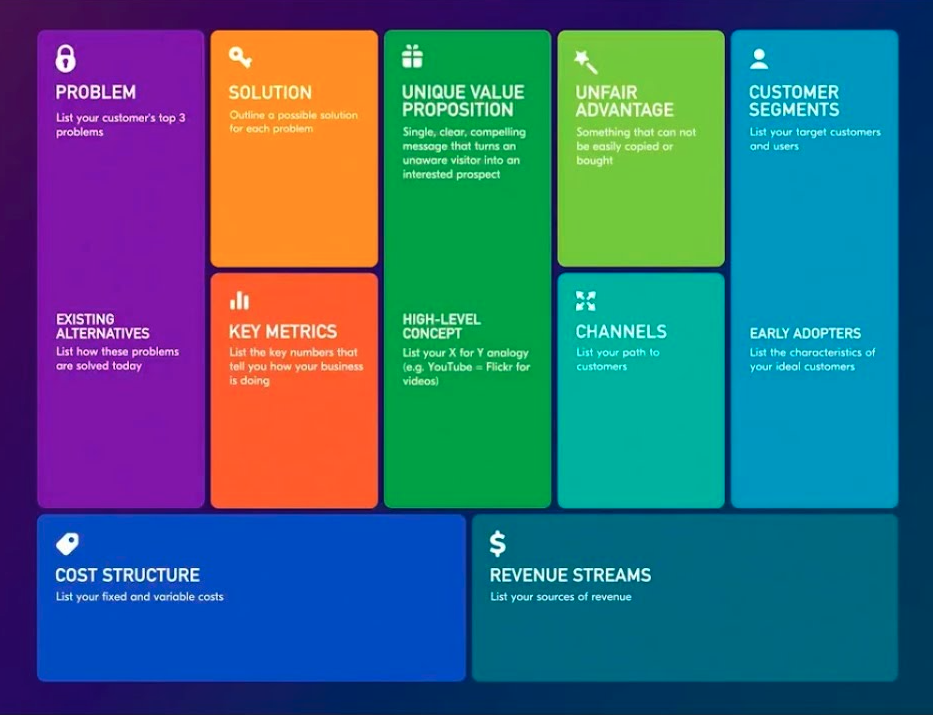 PROBLEM
List your customer's top 3
problems
EXISTING
ALTERNATIVES
List how these problems
are solved today
SOLUTION
Outline a possible solution
for each problem
KEY METRICS
List the key numbers that
tell you how your business
is doing
UNIQUE VALUE
PROPOSITION
Single, clear, compelling
message that turns an
unaware visitor into an
interested prospect
HIGH-LEVEL
CONCEPT
List your X for Y analogy
(e.g. YouTube = Flickr for
videos)
UNFAIR
ADVANTAGE
Something that can not
be easily copied or
bought
CHANNELS
List your path to
customers
CUSTOMER
SEGMENTS
List your target customers
and users
EARLY ADOPTERS
List the characteristics of
your ideal customers
COST STRUCTURE
List your fixed and variable costs
$
REVENUE STREAMS
List your sources of revenue